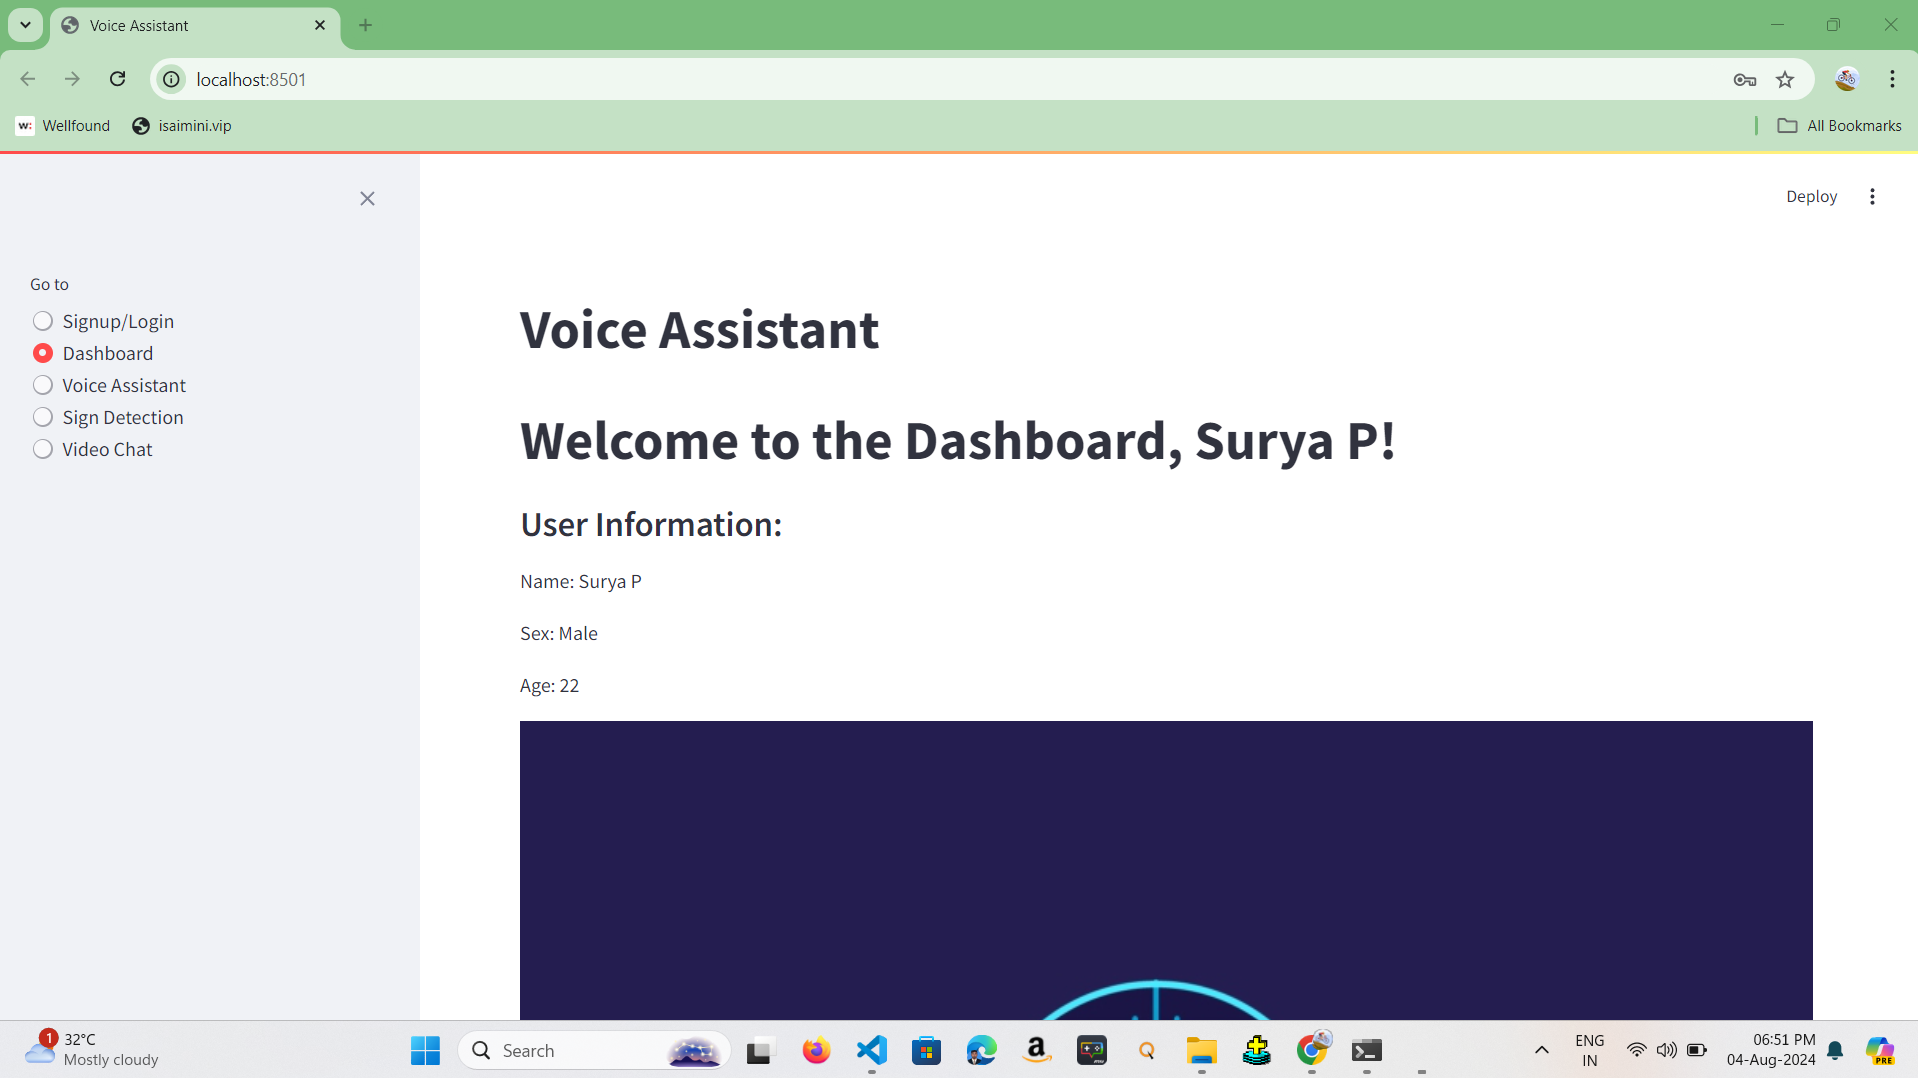 Voice Assistant
localhost:8501
w: Wellfound
isaimini.vip
All Bookmarks
Deploy
Go to
Signup/Login
Dashboard
Voice Assistant
Sign Detection
Video Chat
Voice Assistant
Welcome to the Dashboard, Surya P!
User Information:
Name: Surya P
Sex: Male
Age: 22
1
32°C
Mostly cloudy
Search
a
Q
ENG
IN
06:51 PM
04-Aug-2024
PRE